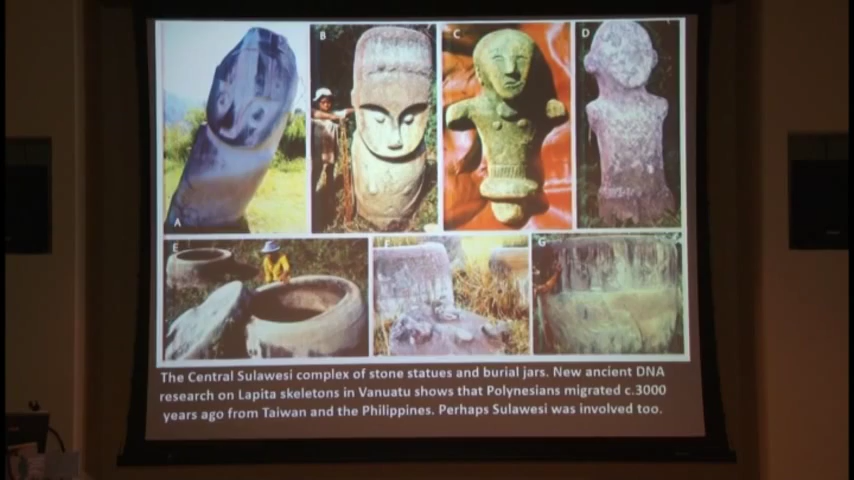 A
B
C
D
E
F
G
The Central Sulawesi complex of stone statues and burial jars. New ancient DNA
research on Lapita skeletons in Vanuatu shows that Polynesians migrated c.3000
years ago from Taiwan and the Philippines. Perhaps Sulawesi was involved too.